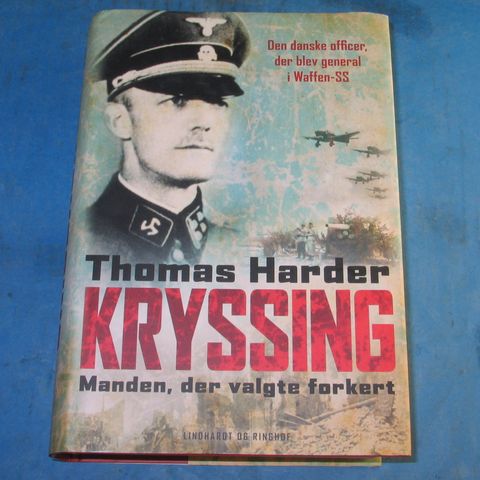 Den danske officer,
der blev general
i Waffen-SS
Thomas Harder
KRYSSING
Manden, der valgte forkert
LINDHARDT OG RINGHOF